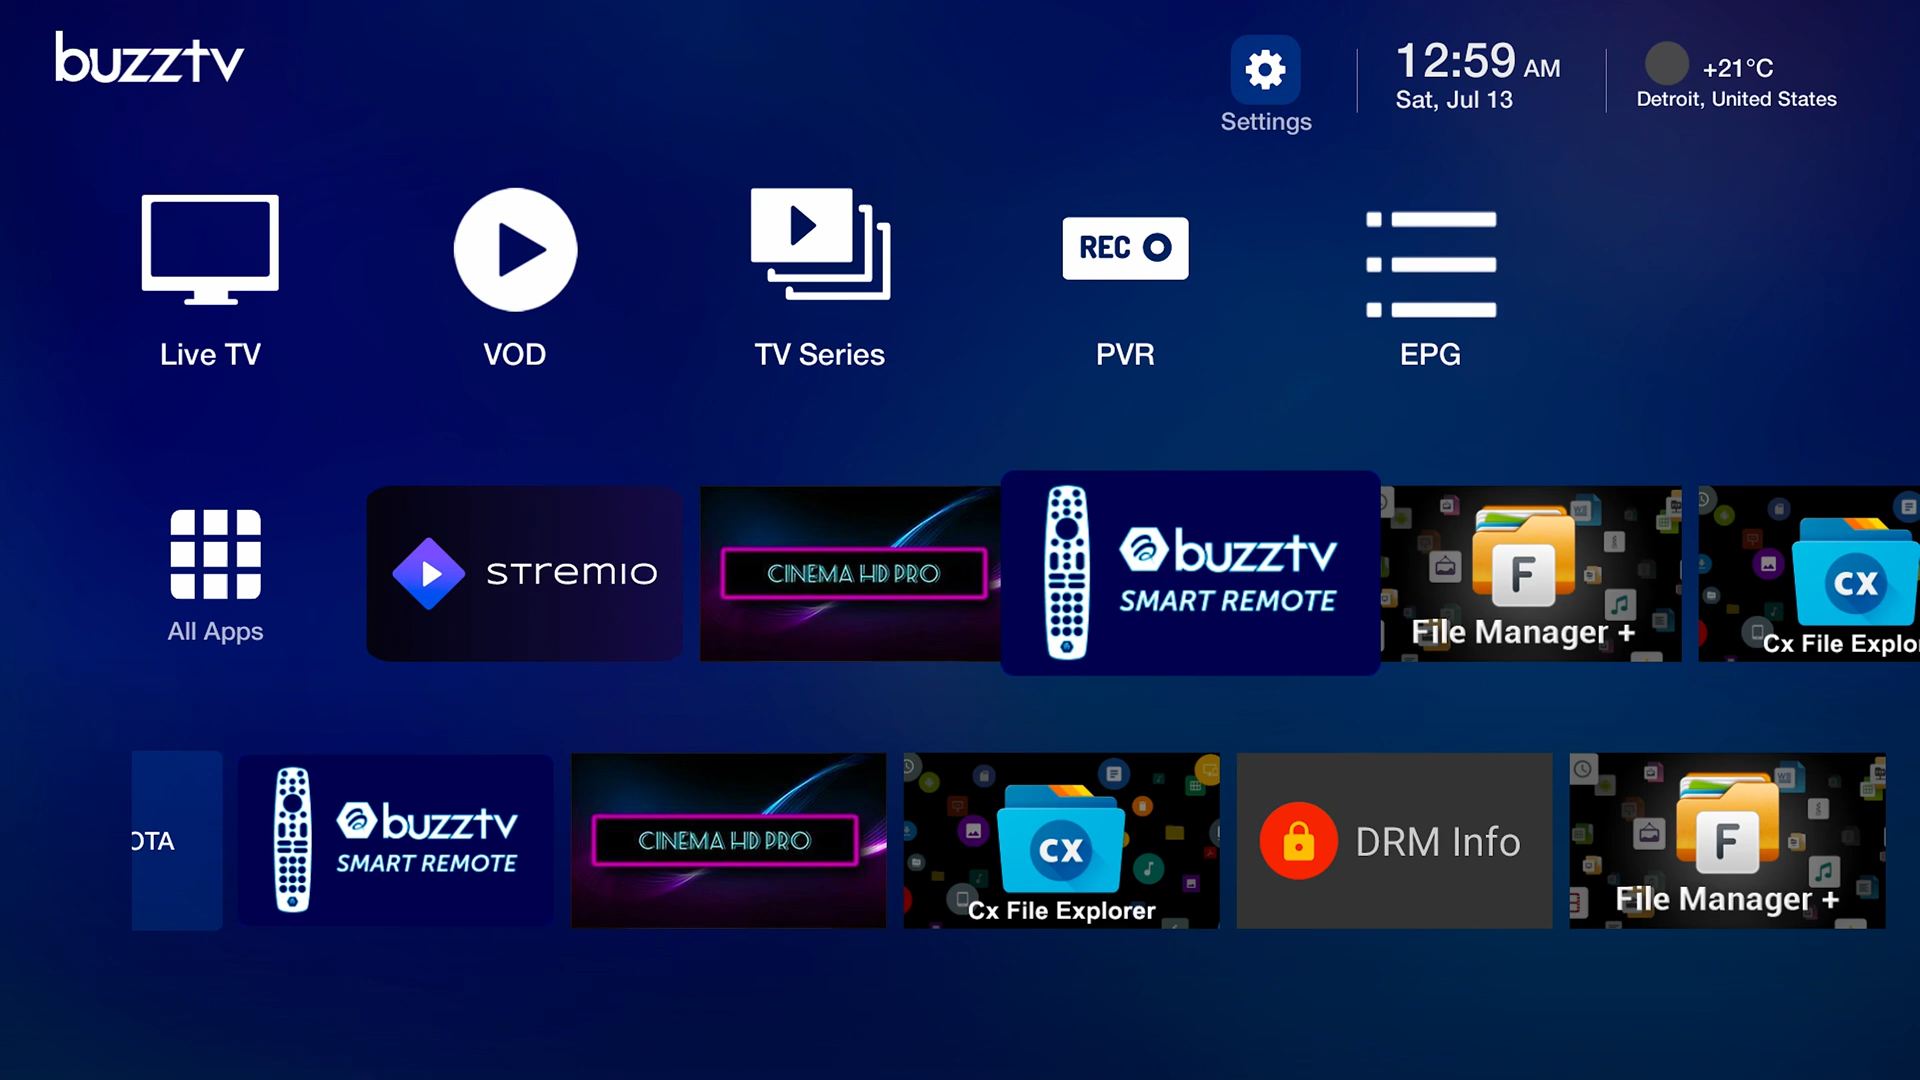 buzztv
Settings
12:59 AM
Sat, Jul 13
+21°C
Detroit, United States
REC
Live TV
VOD
TV Series
PVR
EPG
All Apps
STREMIO
CINEMA HD PRO
buzztv
SMART REMOTE
F
File Manager +
CX
Cx File Explo
OTA
buzztv
SMART REMOTE
CINEMA HD PRO
CX
Cx File Explorer
DRM Info
F
File Manager +